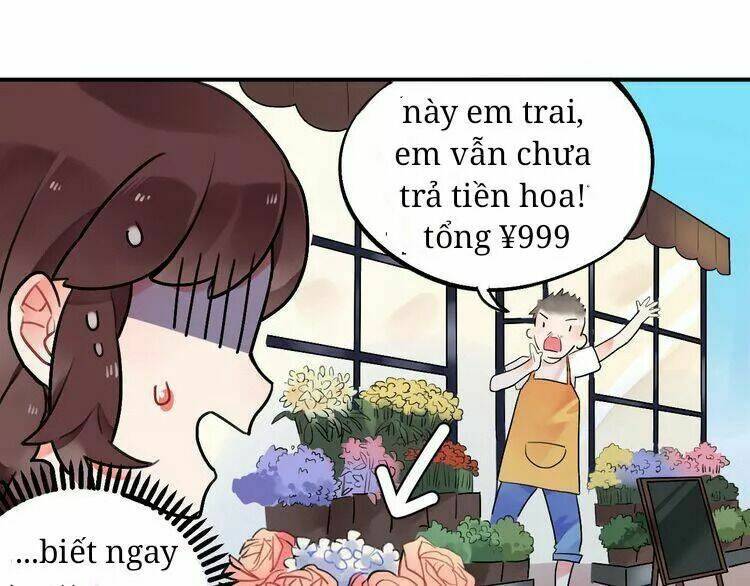 này em trai,
em vẫn chưa
trả tiền hoa!
tổng ¥999
...biết ngay